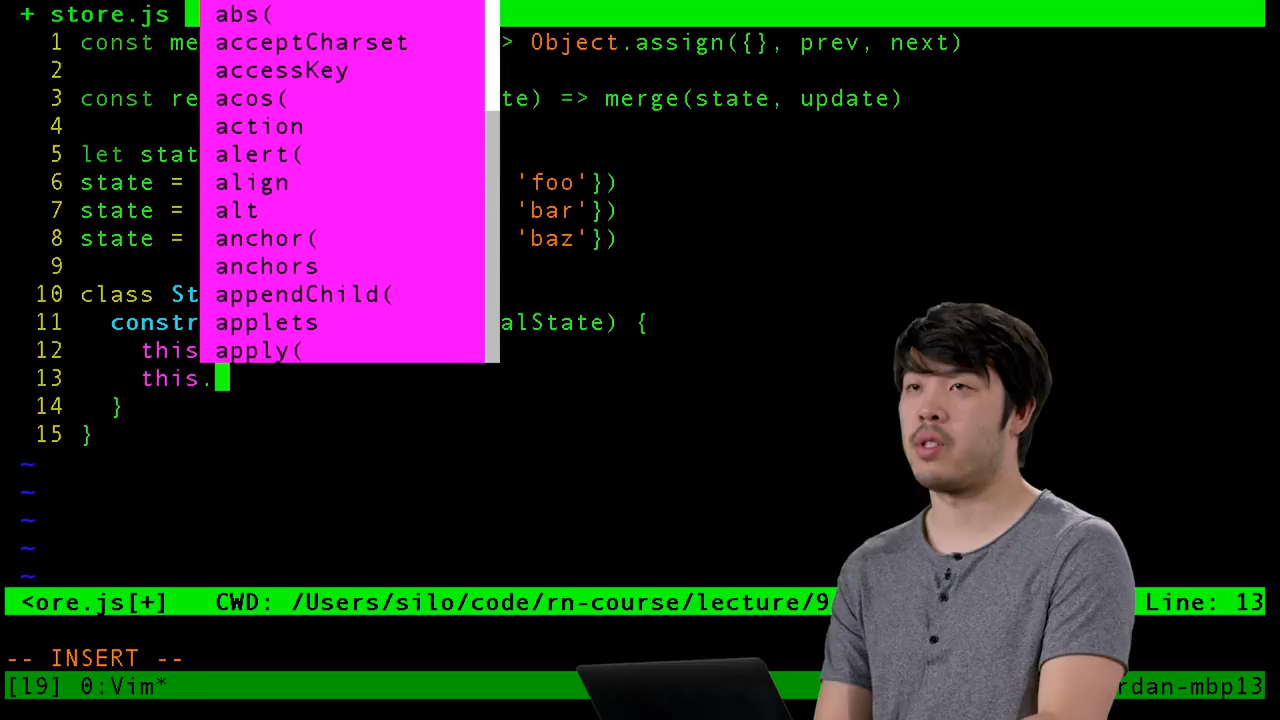 + store.js
abs(
acceptCharset
accessKey
acos(
action
alert(
align
alt
anchor(
anchors
appendChild(
applets
apply(
1 const me > Object.assign({}, prev, next)
2
3 const re te) => merge(state, update)
4
5 let stat
6 state = 'foo'})
7 state = 'bar'})
8 state = 'baz'})
9
10 class St
11 constr alState) {
12 this
13 this.
14 }
15 }
~
~
~
~
~
<ore.js[+] CWD: /Users/silo/code/rn-course/lecture/9 Line: 13
-- INSERT --
[l9] 0:Vim* rdan-mbp13